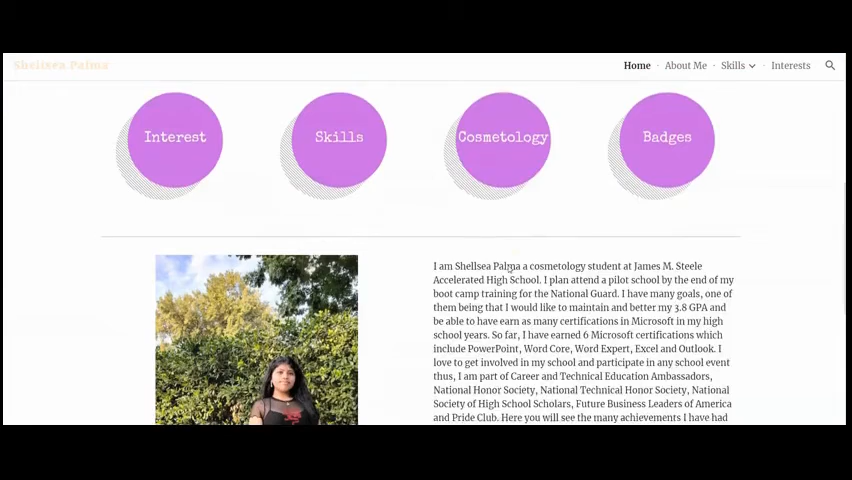 Shellsea Palma
Home · About Me · Skills · Interests
Interest
Skills
Cosmetology
Badges
I am Shellsea Palma a cosmetology student at James M. Steele
Accelerated High School. I plan attend a pilot school by the end of my
boot camp training for the National Guard. I have many goals, one of
them being that I would like to maintain and better my 3.8 GPA and
be able to have earn as many certifications in Microsoft in my high
school years. So far, I have earned 6 Microsoft certifications which
include PowerPoint, Word Core, Word Expert, Excel and Outlook. I
love to get involved in my school and participate in any school event
thus, I am part of Career and Technical Education Ambassadors,
National Honor Society, National Technical Honor Society, National
Society of High School Scholars, Future Business Leaders of America
and Pride Club. Here you will see the many achievements I have had